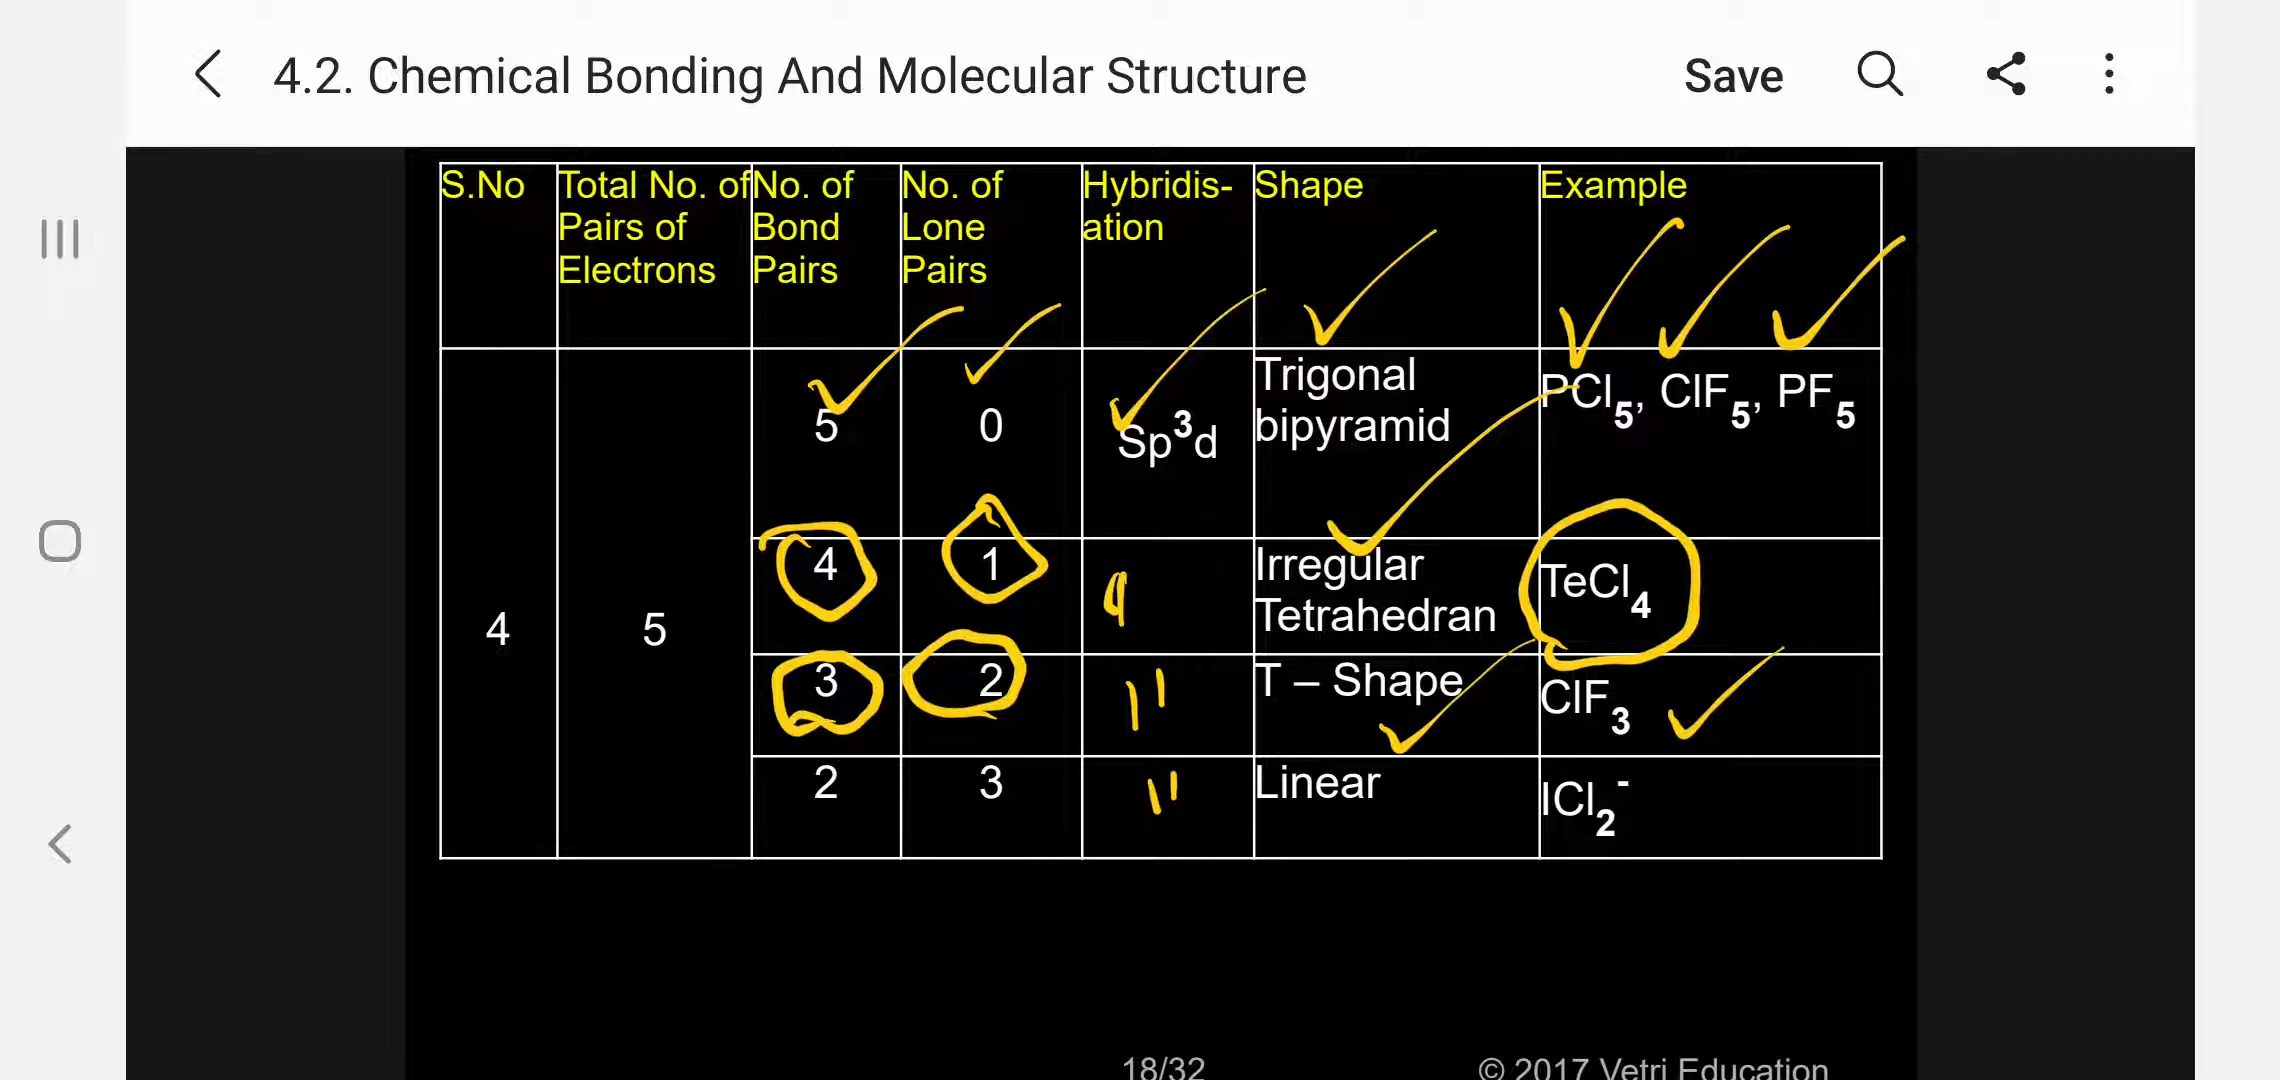 4.2. Chemical Bonding And Molecular Structure
Save
S.No
Total No. of
Pairs of
Electrons
No. of
Bond
Pairs
No. of
Lone
Pairs
Hybridis-
ation
Shape
Example
4
5
5
0
Sp³d
Trigonal
bipyramid
PCl₅, ClF₅, PF₅
4
1
Irregular
Tetrahedran
TeCl₄
3
2
"
T – Shape
ClF₃
2
3
"
Linear
ICl₂⁻
18/32
© 2017 Vetri Education